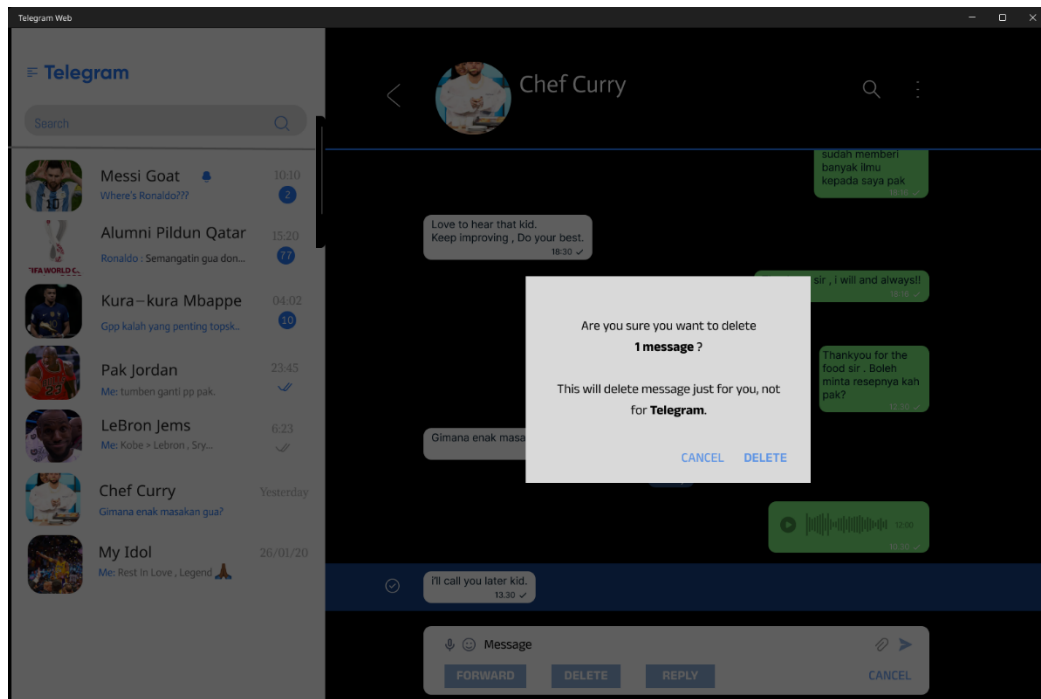 Telegram Web
Telegram
Search
Messi Goat
10:10
Where's Ronaldo???
2
Alumni Pildun Qatar
15:20
Ronaldo : Semangatin gua don...
77
Kura-kura Mbappe
04:02
Gpp kalah yang penting topsk..
10
Pak Jordan
23:45
Me: tumben ganti pp pak.
LeBron Jems
6:23
Me: Kobe > Lebron , Sry...
Chef Curry
Yesterday
Gimana enak masakan gua?
My Idol
26/01/20
Me: Rest In Love , Legend
Chef Curry
sudah memberi
banyak ilmu
kepada saya pak
Love to hear that kid.
Keep improving , Do your best.
18:30
sir , i will and always!!
Thankyou for the
food sir . Boleh
minta resepnya kah
pak?
Gimana enak masa
12:00
10.30
i'll call you later kid.
13.30
Are you sure you want to delete
1 message ?
This will delete message just for you, not
for Telegram.
CANCEL DELETE
Message
FORWARD DELETE REPLY CANCEL